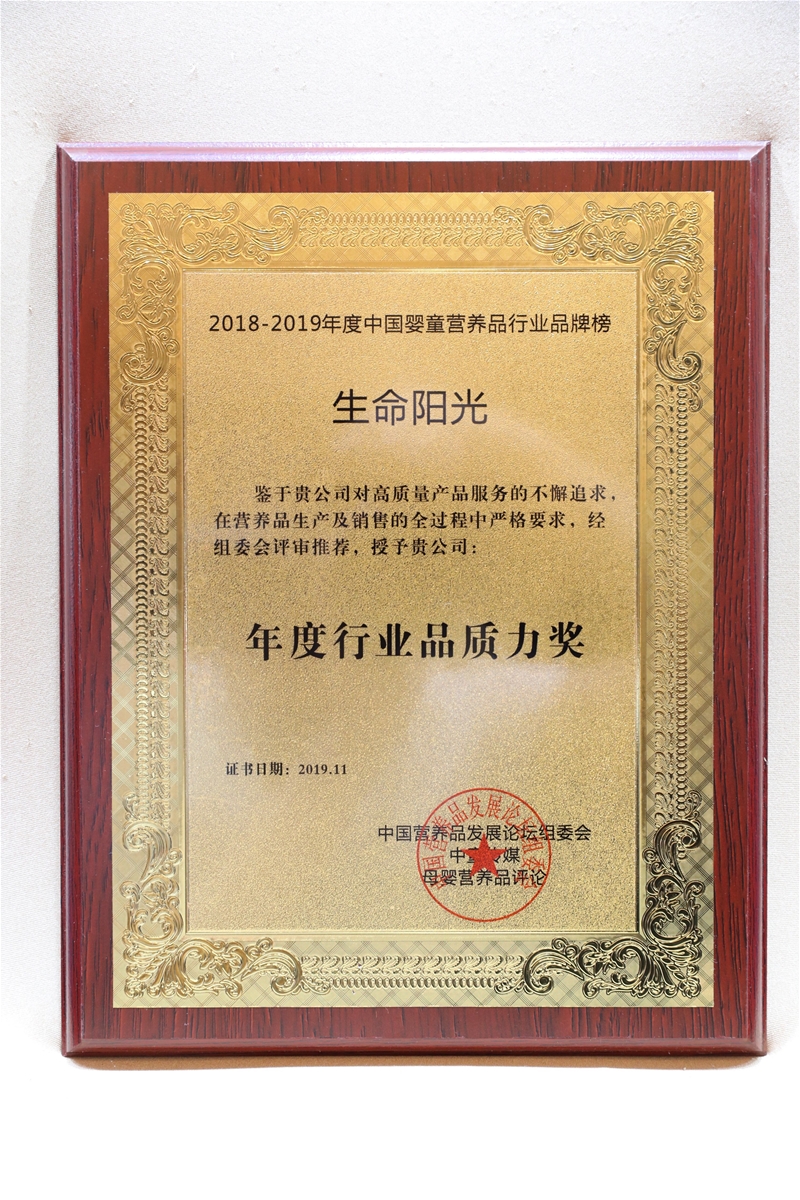 2018-2019年度中国婴童营养品行业品牌榜
生命阳光
鉴于贵公司对高质量产品服务的不懈追求，
在营养品生产及销售的全过程中严格要求，经
组委会评审推荐，授予贵公司：
年度行业品质力奖
证书日期：2019.11
中国营养品发展论坛组委会
中童传媒
母婴营养品评论